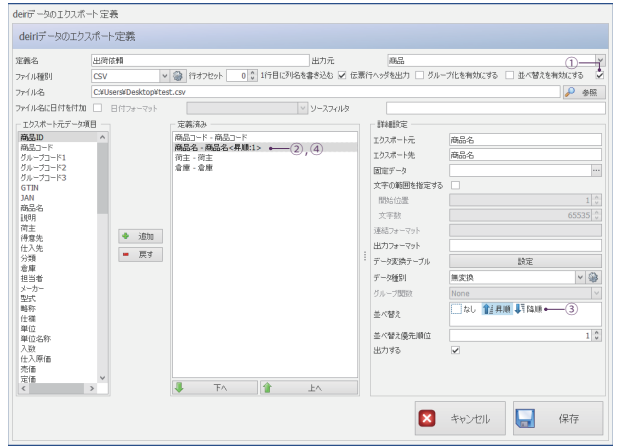 deiriデータのエクスポート定義
deiriデータのエクスポート定義
定義名 出荷依頼 出力元 商品
①
ファイル種別 CSV 行オフセット 0 1行目に列名を書き込む 伝票行ヘッダを出力 グループ化を有効にする 並べ替えを有効にする
ファイル名 C:¥Users¥Desktop¥test.csv 参照
ファイル名に日付を付加 日付フォーマット ソースフィルタ
エクスポート元データ項目
商品ID
商品コード
グループコード1
グループコード2
グループコード3
GTIN
JAN
商品名
説明
荷主
得意先
仕入先
分類
倉庫
担当者
メーカー
型式
略称
仕様
単位
単位名称
入数
仕入原価
売価
定価
追加
戻す
定義済み
商品コード - 商品コード
商品名 - 商品名<昇順:1> ②,④
荷主 - 荷主
倉庫 - 倉庫
下へ 上へ
詳細設定
エクスポート元 商品名
エクスポート先 商品名
固定データ ...
文字の範囲を指定する
開始位置 1
文字数 65535
連結フォーマット
出力フォーマット
データ変換テーブル 設定
データ種別 無変換
グループ関数 None
並べ替え なし 昇順 降順 ③
並べ替え優先順位 1
出力する
キャンセル 保存